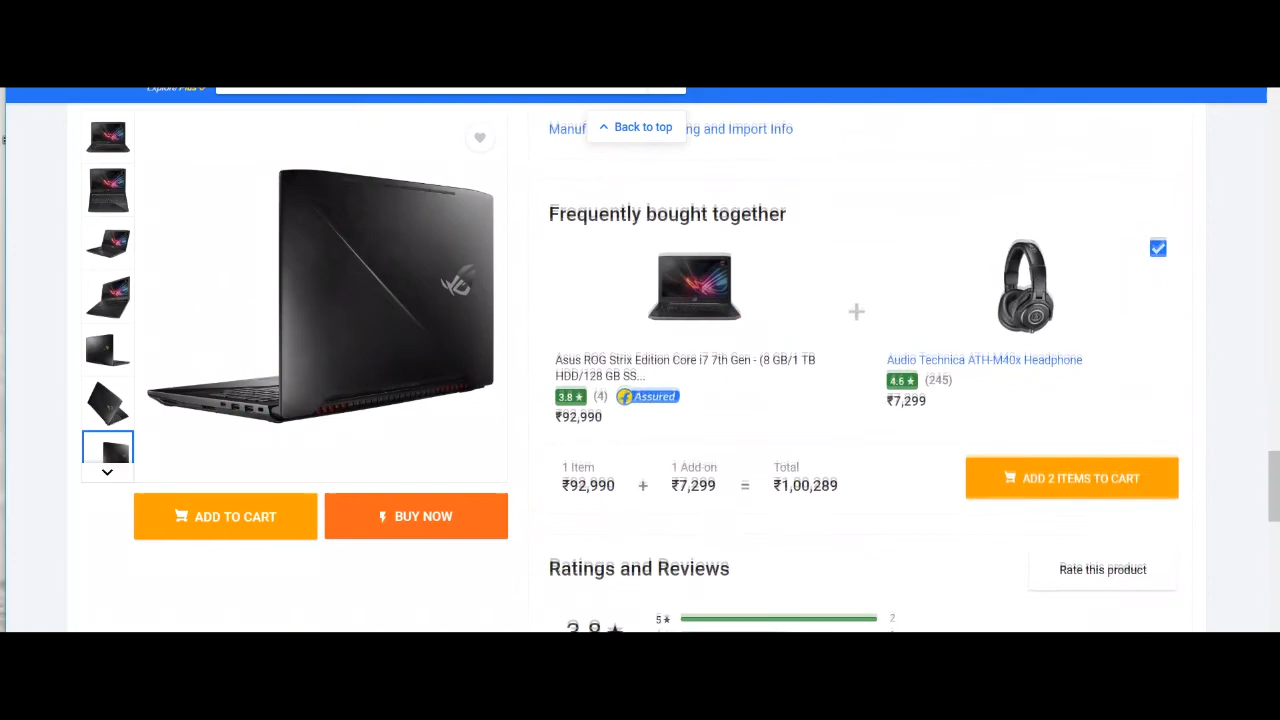 Explore Plus
Back to top
Manuf
ng and Import Info
Frequently bought together
Asus ROG Strix Edition Core i7 7th Gen - (8 GB/1 TB
HDD/128 GB SS...
3.8 ★ (4) Assured
₹92,990
Audio Technica ATH-M40x Headphone
4.6 ★ (245)
₹7,299
1 Item
₹92,990
+
1 Add-on
₹7,299
=
Total
₹1,00,289
ADD 2 ITEMS TO CART
ADD TO CART
BUY NOW
Ratings and Reviews
Rate this product
3.8 ★
5 ★
2